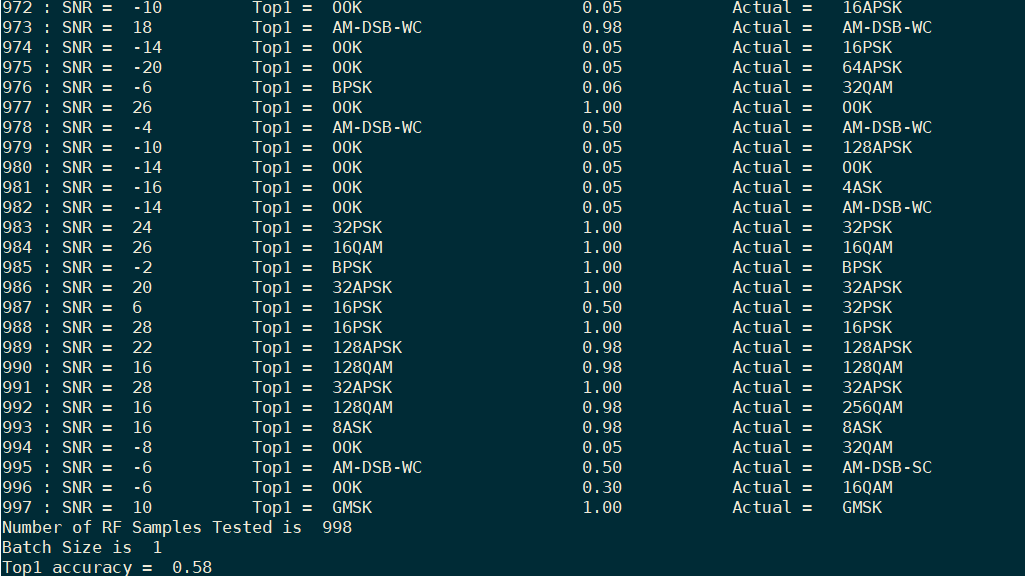 972 : SNR =  -10         Top1 =  OOK                      0.05           Actual =   16APSK
973 : SNR =  18          Top1 =  AM-DSB-WC                0.98           Actual =   AM-DSB-WC
974 : SNR =  -14         Top1 =  OOK                      0.05           Actual =   16PSK
975 : SNR =  -20         Top1 =  OOK                      0.05           Actual =   64APSK
976 : SNR =  -6          Top1 =  BPSK                     0.06           Actual =   32QAM
977 : SNR =  26          Top1 =  OOK                      1.00           Actual =   OOK
978 : SNR =  -4          Top1 =  AM-DSB-WC                0.50           Actual =   AM-DSB-WC
979 : SNR =  -10         Top1 =  OOK                      0.05           Actual =   128APSK
980 : SNR =  -14         Top1 =  OOK                      0.05           Actual =   OOK
981 : SNR =  -16         Top1 =  OOK                      0.05           Actual =   4ASK
982 : SNR =  -14         Top1 =  OOK                      0.05           Actual =   AM-DSB-WC
983 : SNR =  24          Top1 =  32PSK                    1.00           Actual =   32PSK
984 : SNR =  26          Top1 =  16QAM                    1.00           Actual =   16QAM
985 : SNR =  -2          Top1 =  BPSK                     1.00           Actual =   BPSK
986 : SNR =  20          Top1 =  32APSK                   1.00           Actual =   32APSK
987 : SNR =  6           Top1 =  16PSK                    0.50           Actual =   32PSK
988 : SNR =  28          Top1 =  16PSK                    1.00           Actual =   16PSK
989 : SNR =  22          Top1 =  128APSK                  0.98           Actual =   128APSK
990 : SNR =  16          Top1 =  128QAM                   0.98           Actual =   128QAM
991 : SNR =  28          Top1 =  32APSK                   1.00           Actual =   32APSK
992 : SNR =  16          Top1 =  128QAM                   0.98           Actual =   256QAM
993 : SNR =  16          Top1 =  8ASK                     0.98           Actual =   8ASK
994 : SNR =  -8          Top1 =  OOK                      0.05           Actual =   32QAM
995 : SNR =  -6          Top1 =  AM-DSB-WC                0.50           Actual =   AM-DSB-SC
996 : SNR =  -6          Top1 =  OOK                      0.30           Actual =   16QAM
997 : SNR =  10          Top1 =  GMSK                     1.00           Actual =   GMSK
Number of RF Samples Tested is  998
Batch Size is  1
Top1 accuracy =  0.58